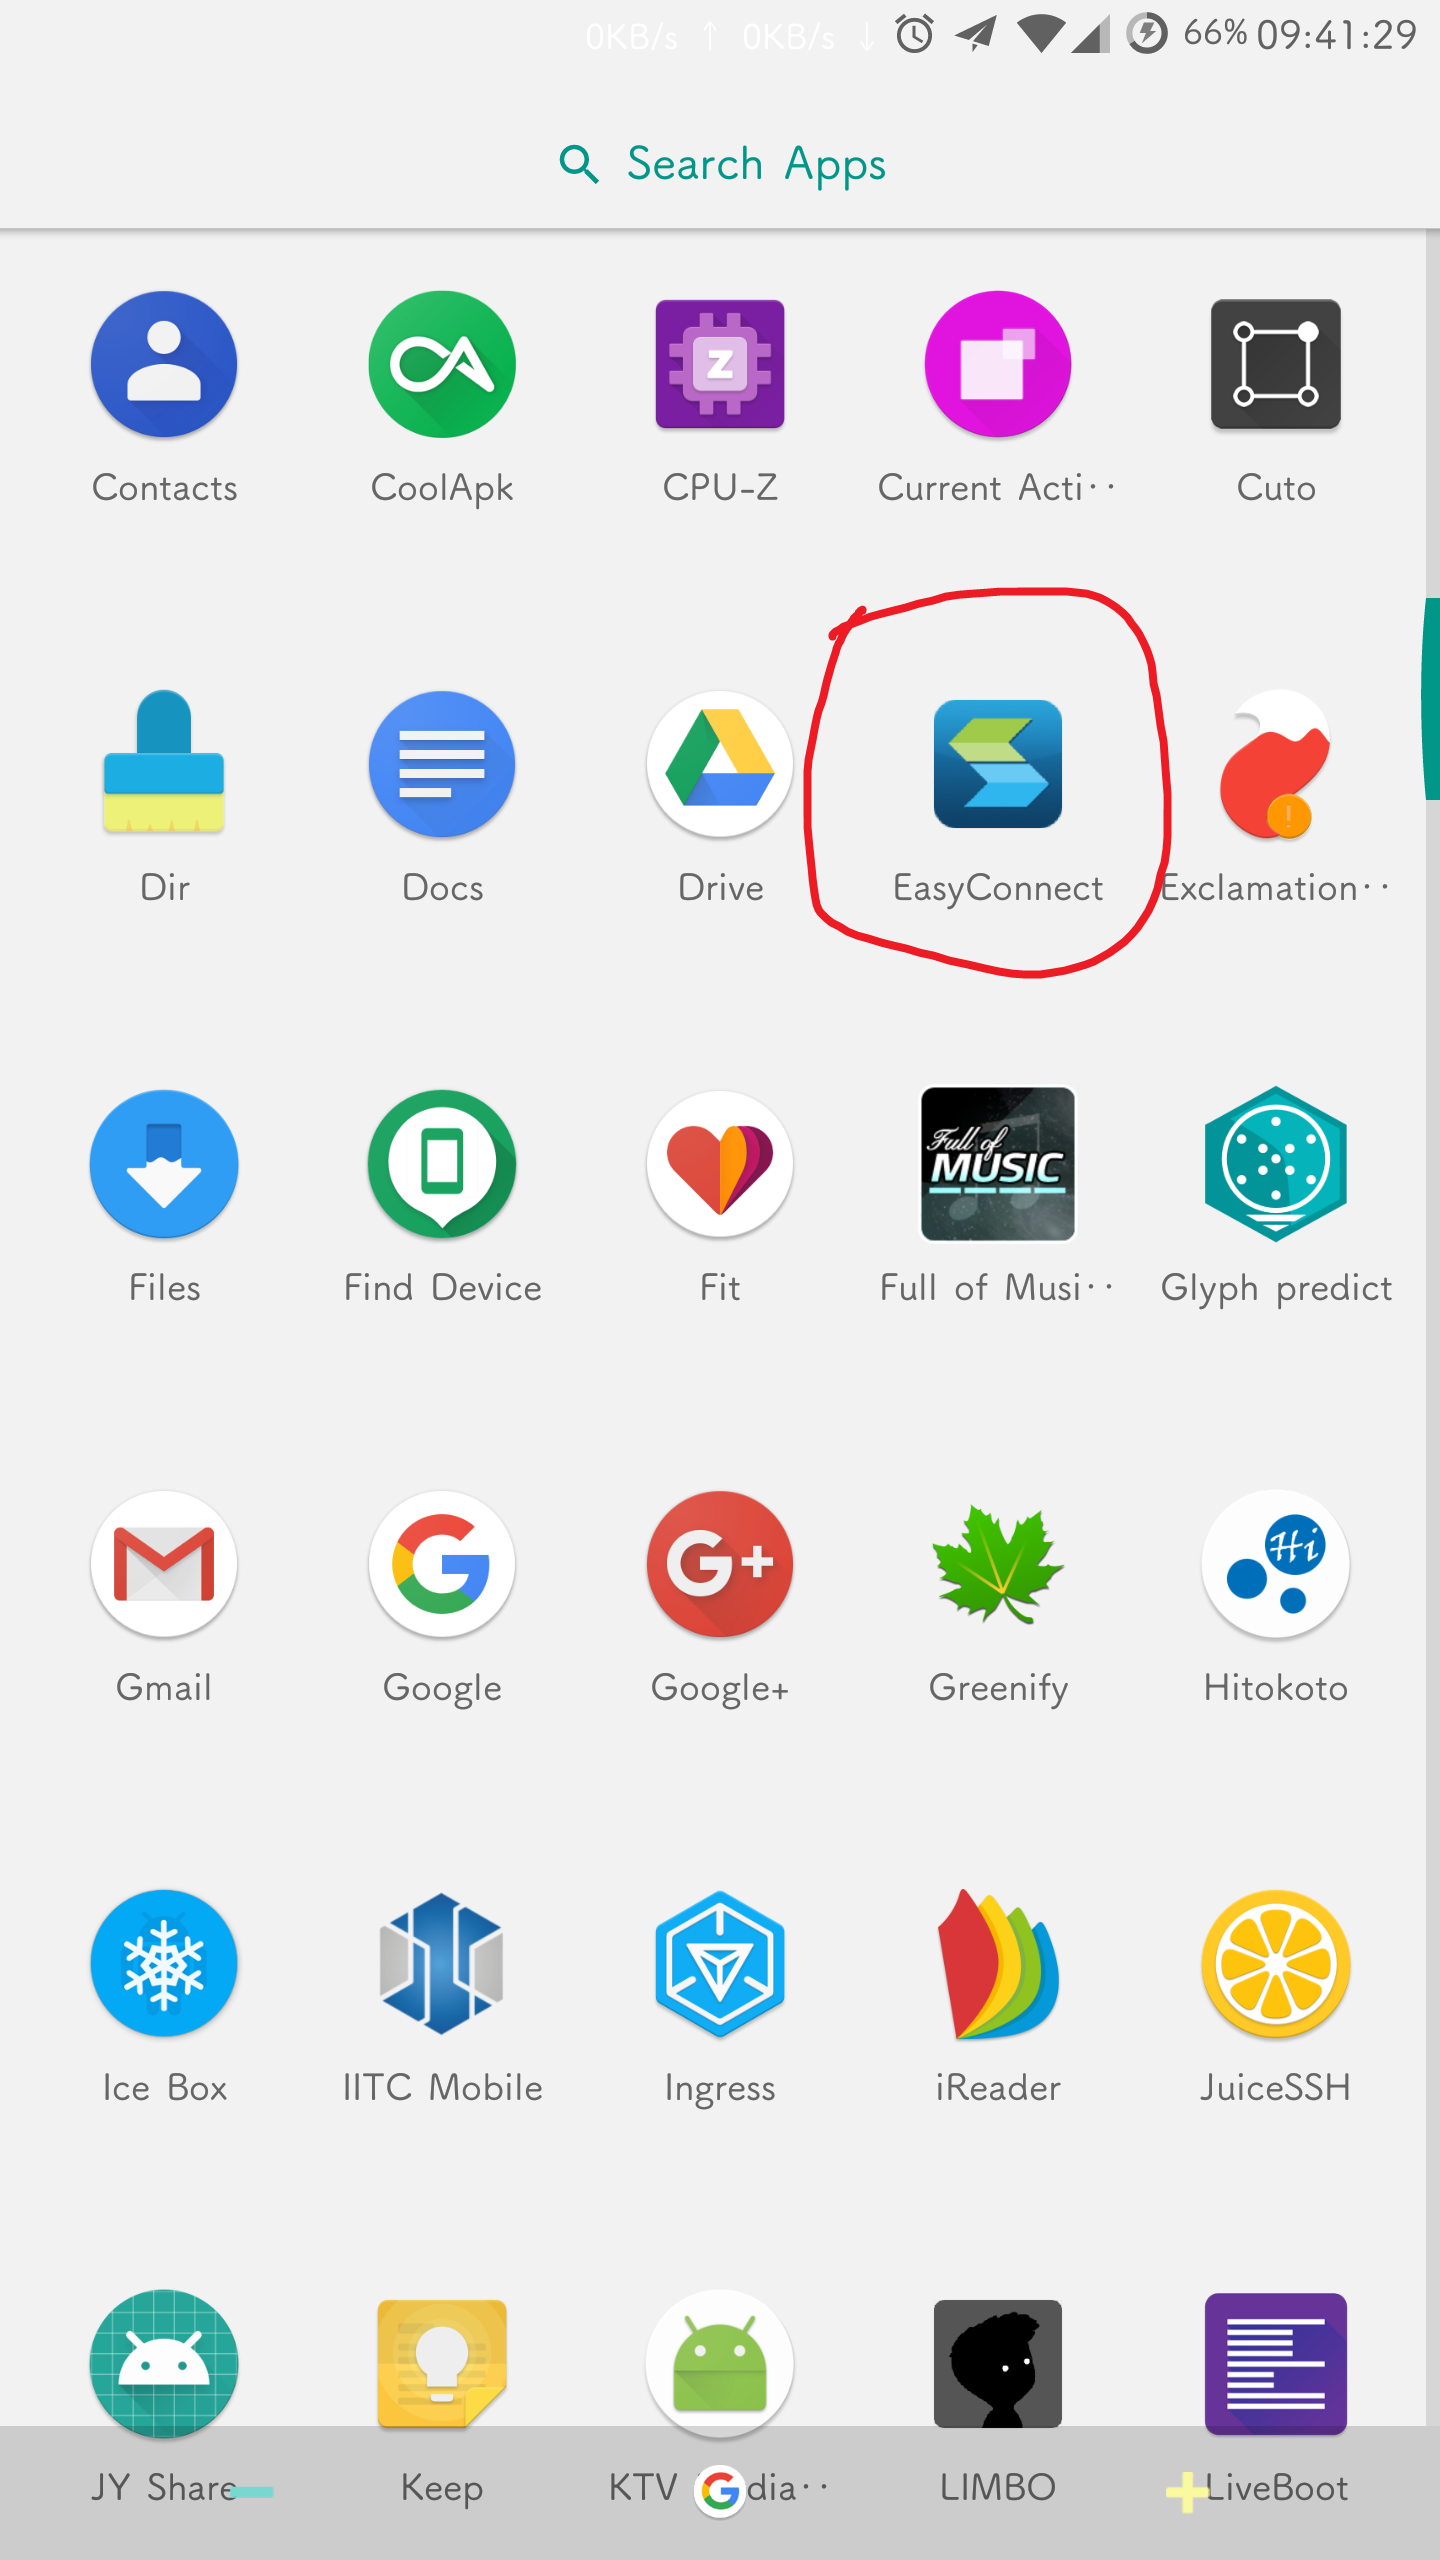 0KB/s ↑ 0KB/s ↓ 66% 09:41:29
Search Apps
Z
Contacts CoolApk CPU-Z Current Acti·· Cuto
Dir Docs Drive EasyConnect Exclamation··
Full of
MUSIC
Files Find Device Fit Full of Musi·· Glyph predict
G G+ Hi
Gmail Google Google+ Greenify Hitokoto
Ice Box IITC Mobile Ingress iReader JuiceSSH
JY Share Keep KTV dia·· LIMBO LiveBoot